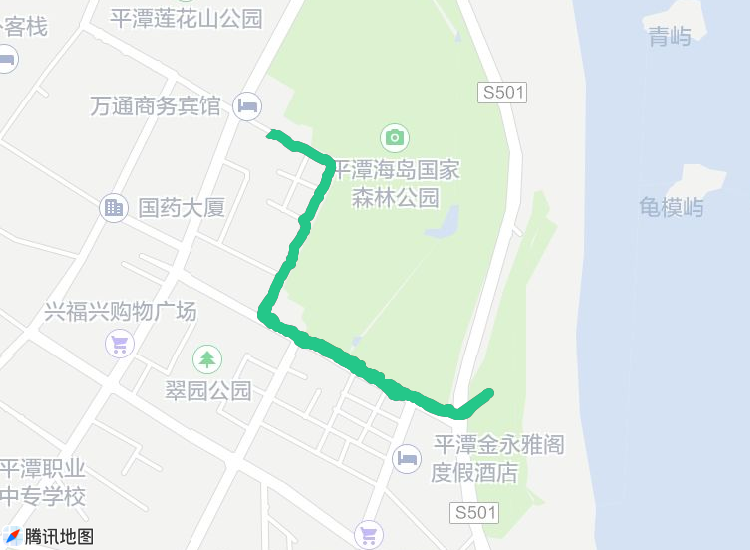 平潭莲花山公园
客栈
青屿
S501
万通商务宾馆
平潭海岛国家
森林公园
国药大厦
龟模屿
兴福兴购物广场
翠园公园
平潭金永雅阁
度假酒店
平潭职业
中专学校
S501
腾讯地图